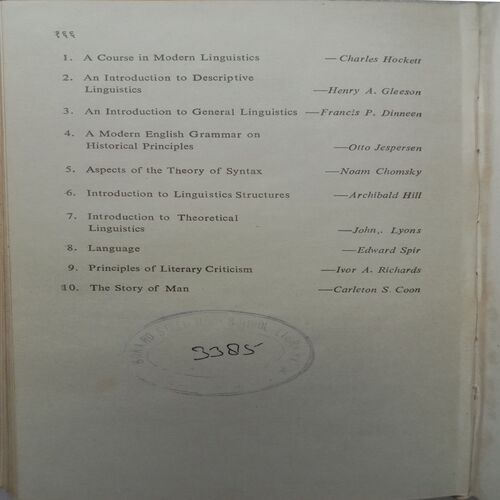 १६६
1. A Course in Modern Linguistics —Charles Hockett
2. An Introduction to Descriptive
Linguistics —Henry A. Gleeson
3. An Introduction to General Linguistics —Francis P. Dinneen
4. A Modern English Grammar on
Historical Principles —Otto Jespersen
5. Aspects of the Theory of Syntax —Noam Chomsky
6. Introduction to Linguistics Structures —Archibald Hill
7. Introduction to Theoretical
Linguistics —John,. Lyons
8. Language —Edward Spir
9. Principles of Literary Criticism —Ivor A. Richards
10. The Story of Man —Carleton S. Coon
3385